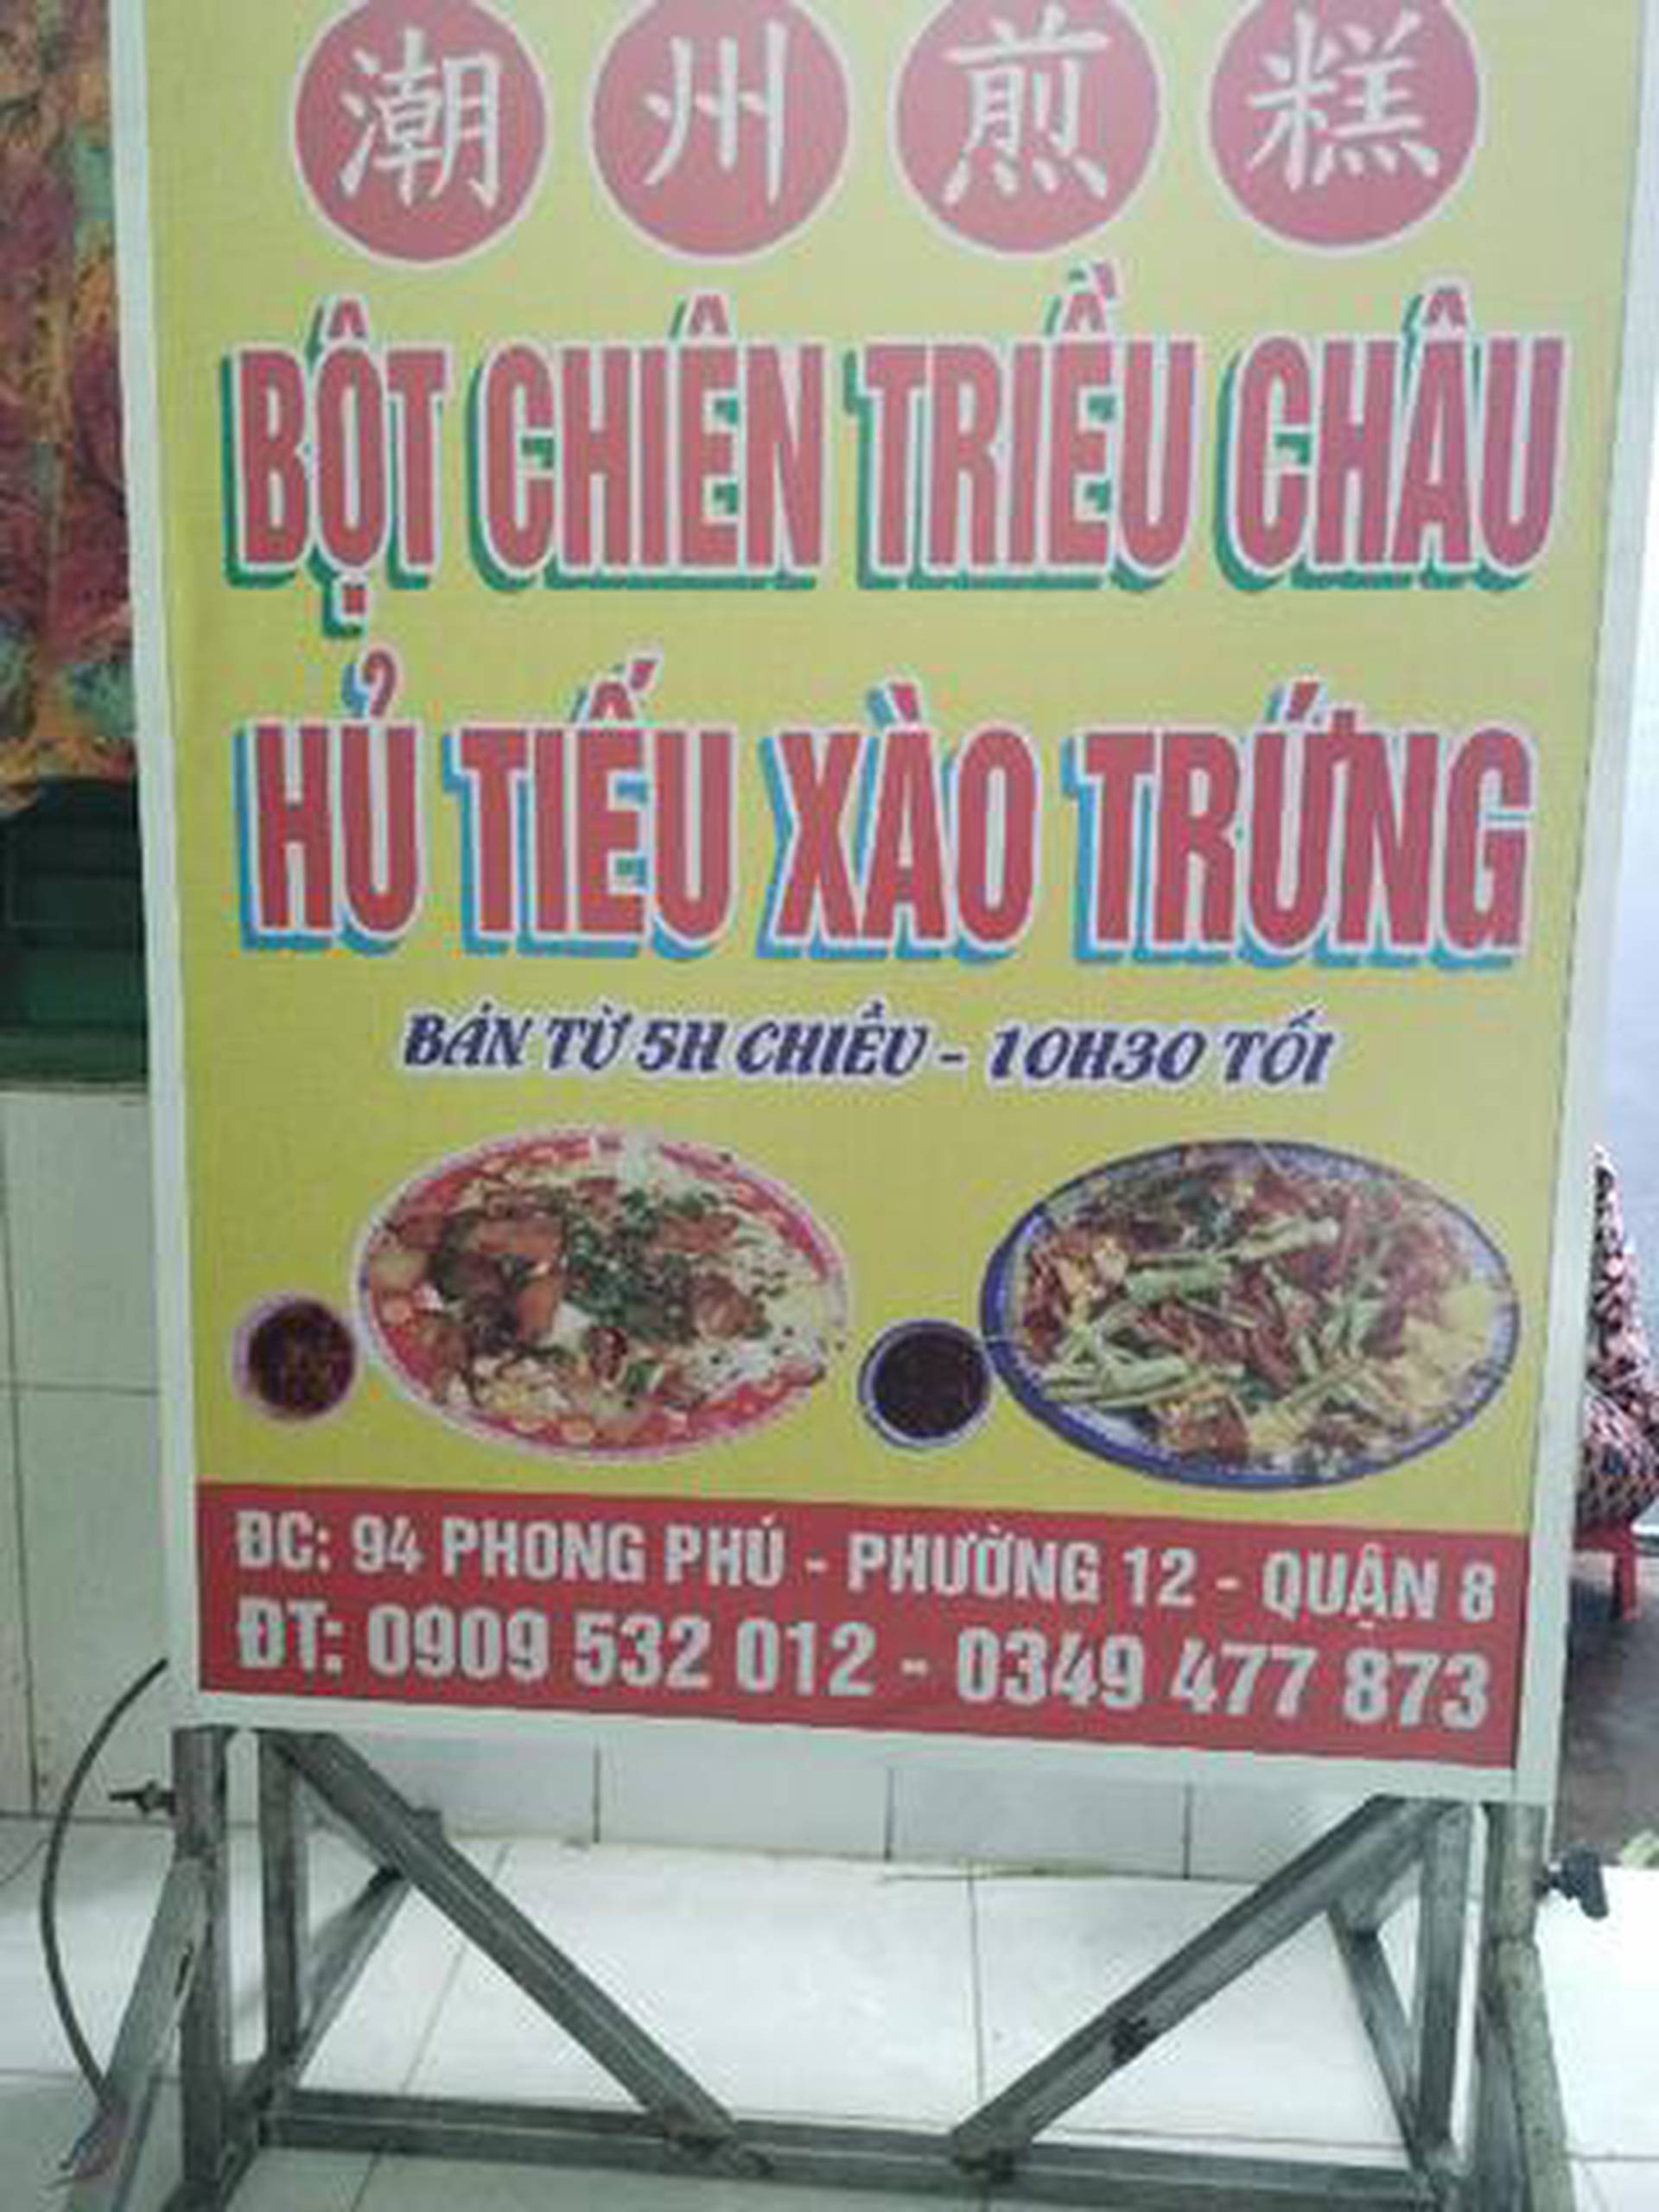 潮州煎糕
BỘT CHIÊN TRIỀU CHÂU
HỦ TIẾU XÀO TRỨNG
BÁN TỪ 5H CHIỀU - 10H30 TỐI
ĐC: 94 PHONG PHÚ - PHƯỜNG 12 - QUẬN 8
ĐT: 0909 532 012 - 0349 477 873